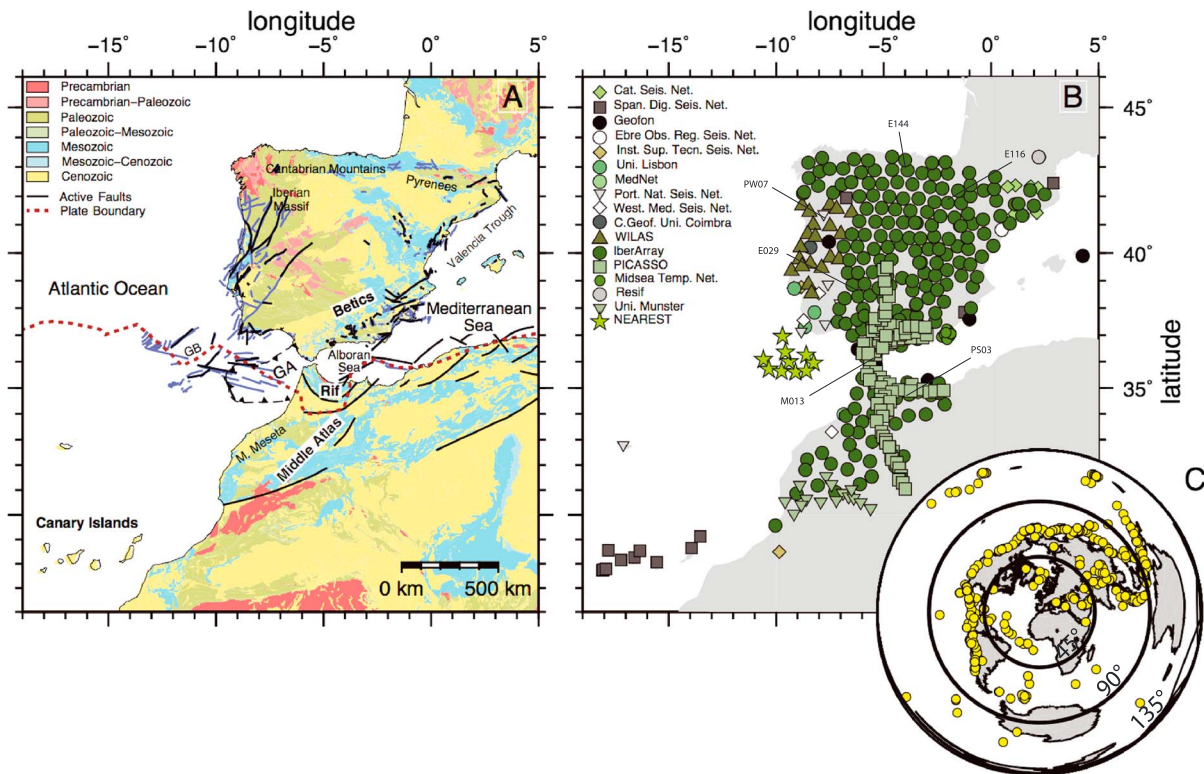 longitude
−15˚ −10˚ −5˚ 0˚ 5˚
A
Precambrian
Precambrian−Paleozoic
Paleozoic
Paleozoic−Mesozoic
Mesozoic
Mesozoic−Cenozoic
Cenozoic
Active Faults
Plate Boundary
Cantabrian Mountains
Pyrenees
Iberian
Massif
Valencia Trough
Atlantic Ocean
Betics
Mediterranean
Sea
GB
GA
Alboran
Sea
Rif
M. Meseta
Middle Atlas
Canary Islands
0 km 500 km
longitude
−15˚ −10˚ −5˚ 0˚ 5˚
B
Cat. Seis. Net.
Span. Dig. Seis. Net.
Geofon
Ebre Obs. Reg. Seis. Net.
Inst. Sup. Tecn. Seis. Net.
Uni. Lisbon
MedNet
Port. Nat. Seis. Net.
West. Med. Seis. Net.
C.Geof. Uni. Coimbra
WILAS
IberArray
PICASSO
Midsea Temp. Net.
Resif
Uni. Munster
NEAREST
E144
E116
PW07
E029
PS03
M013
45˚
40˚
35˚
latitude
C
45°
90°
135°